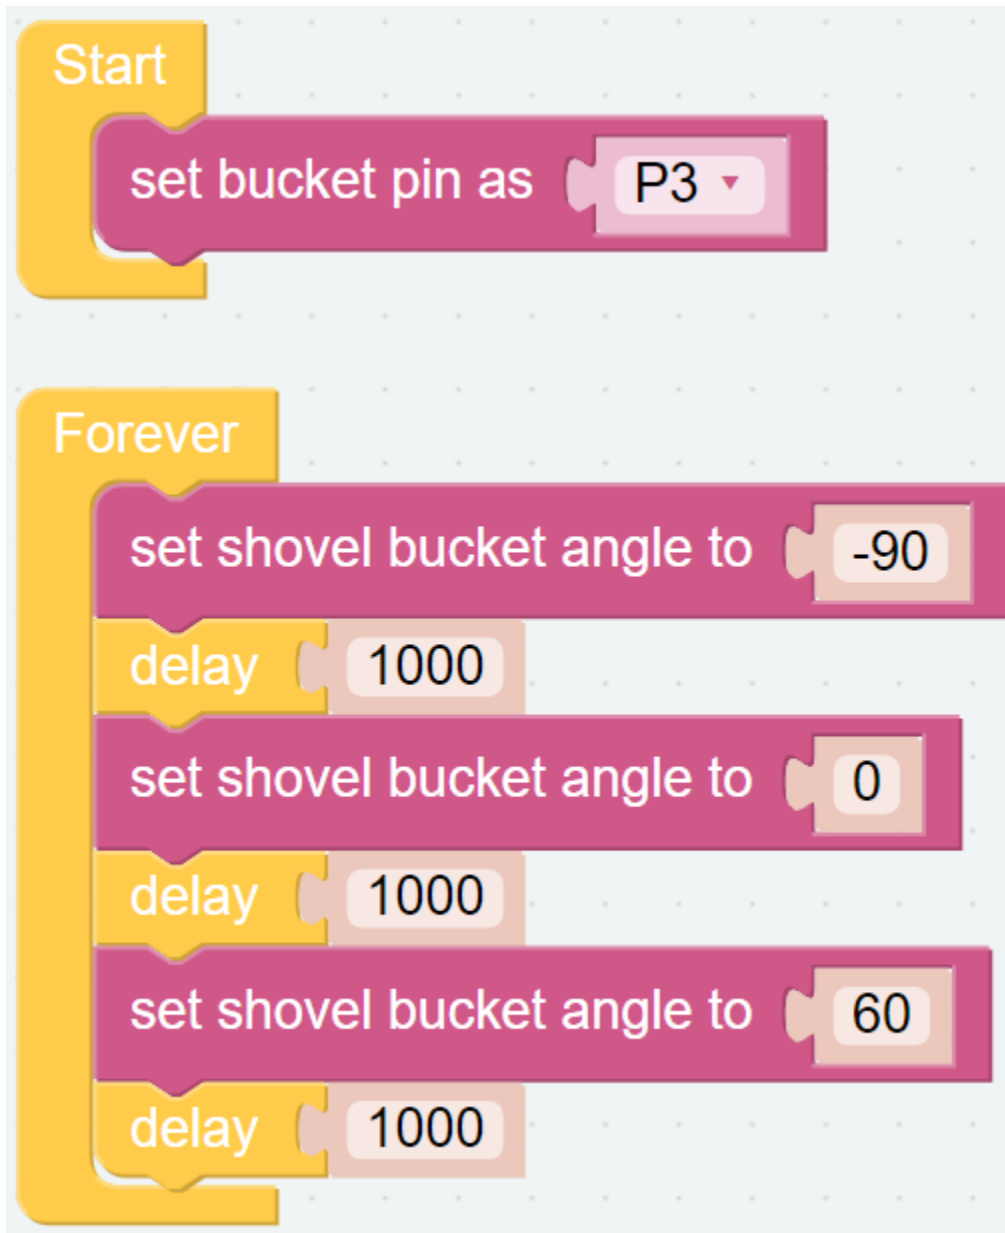 Start
set bucket pin as P3
Forever
set shovel bucket angle to -90
delay 1000
set shovel bucket angle to 0
delay 1000
set shovel bucket angle to 60
delay 1000